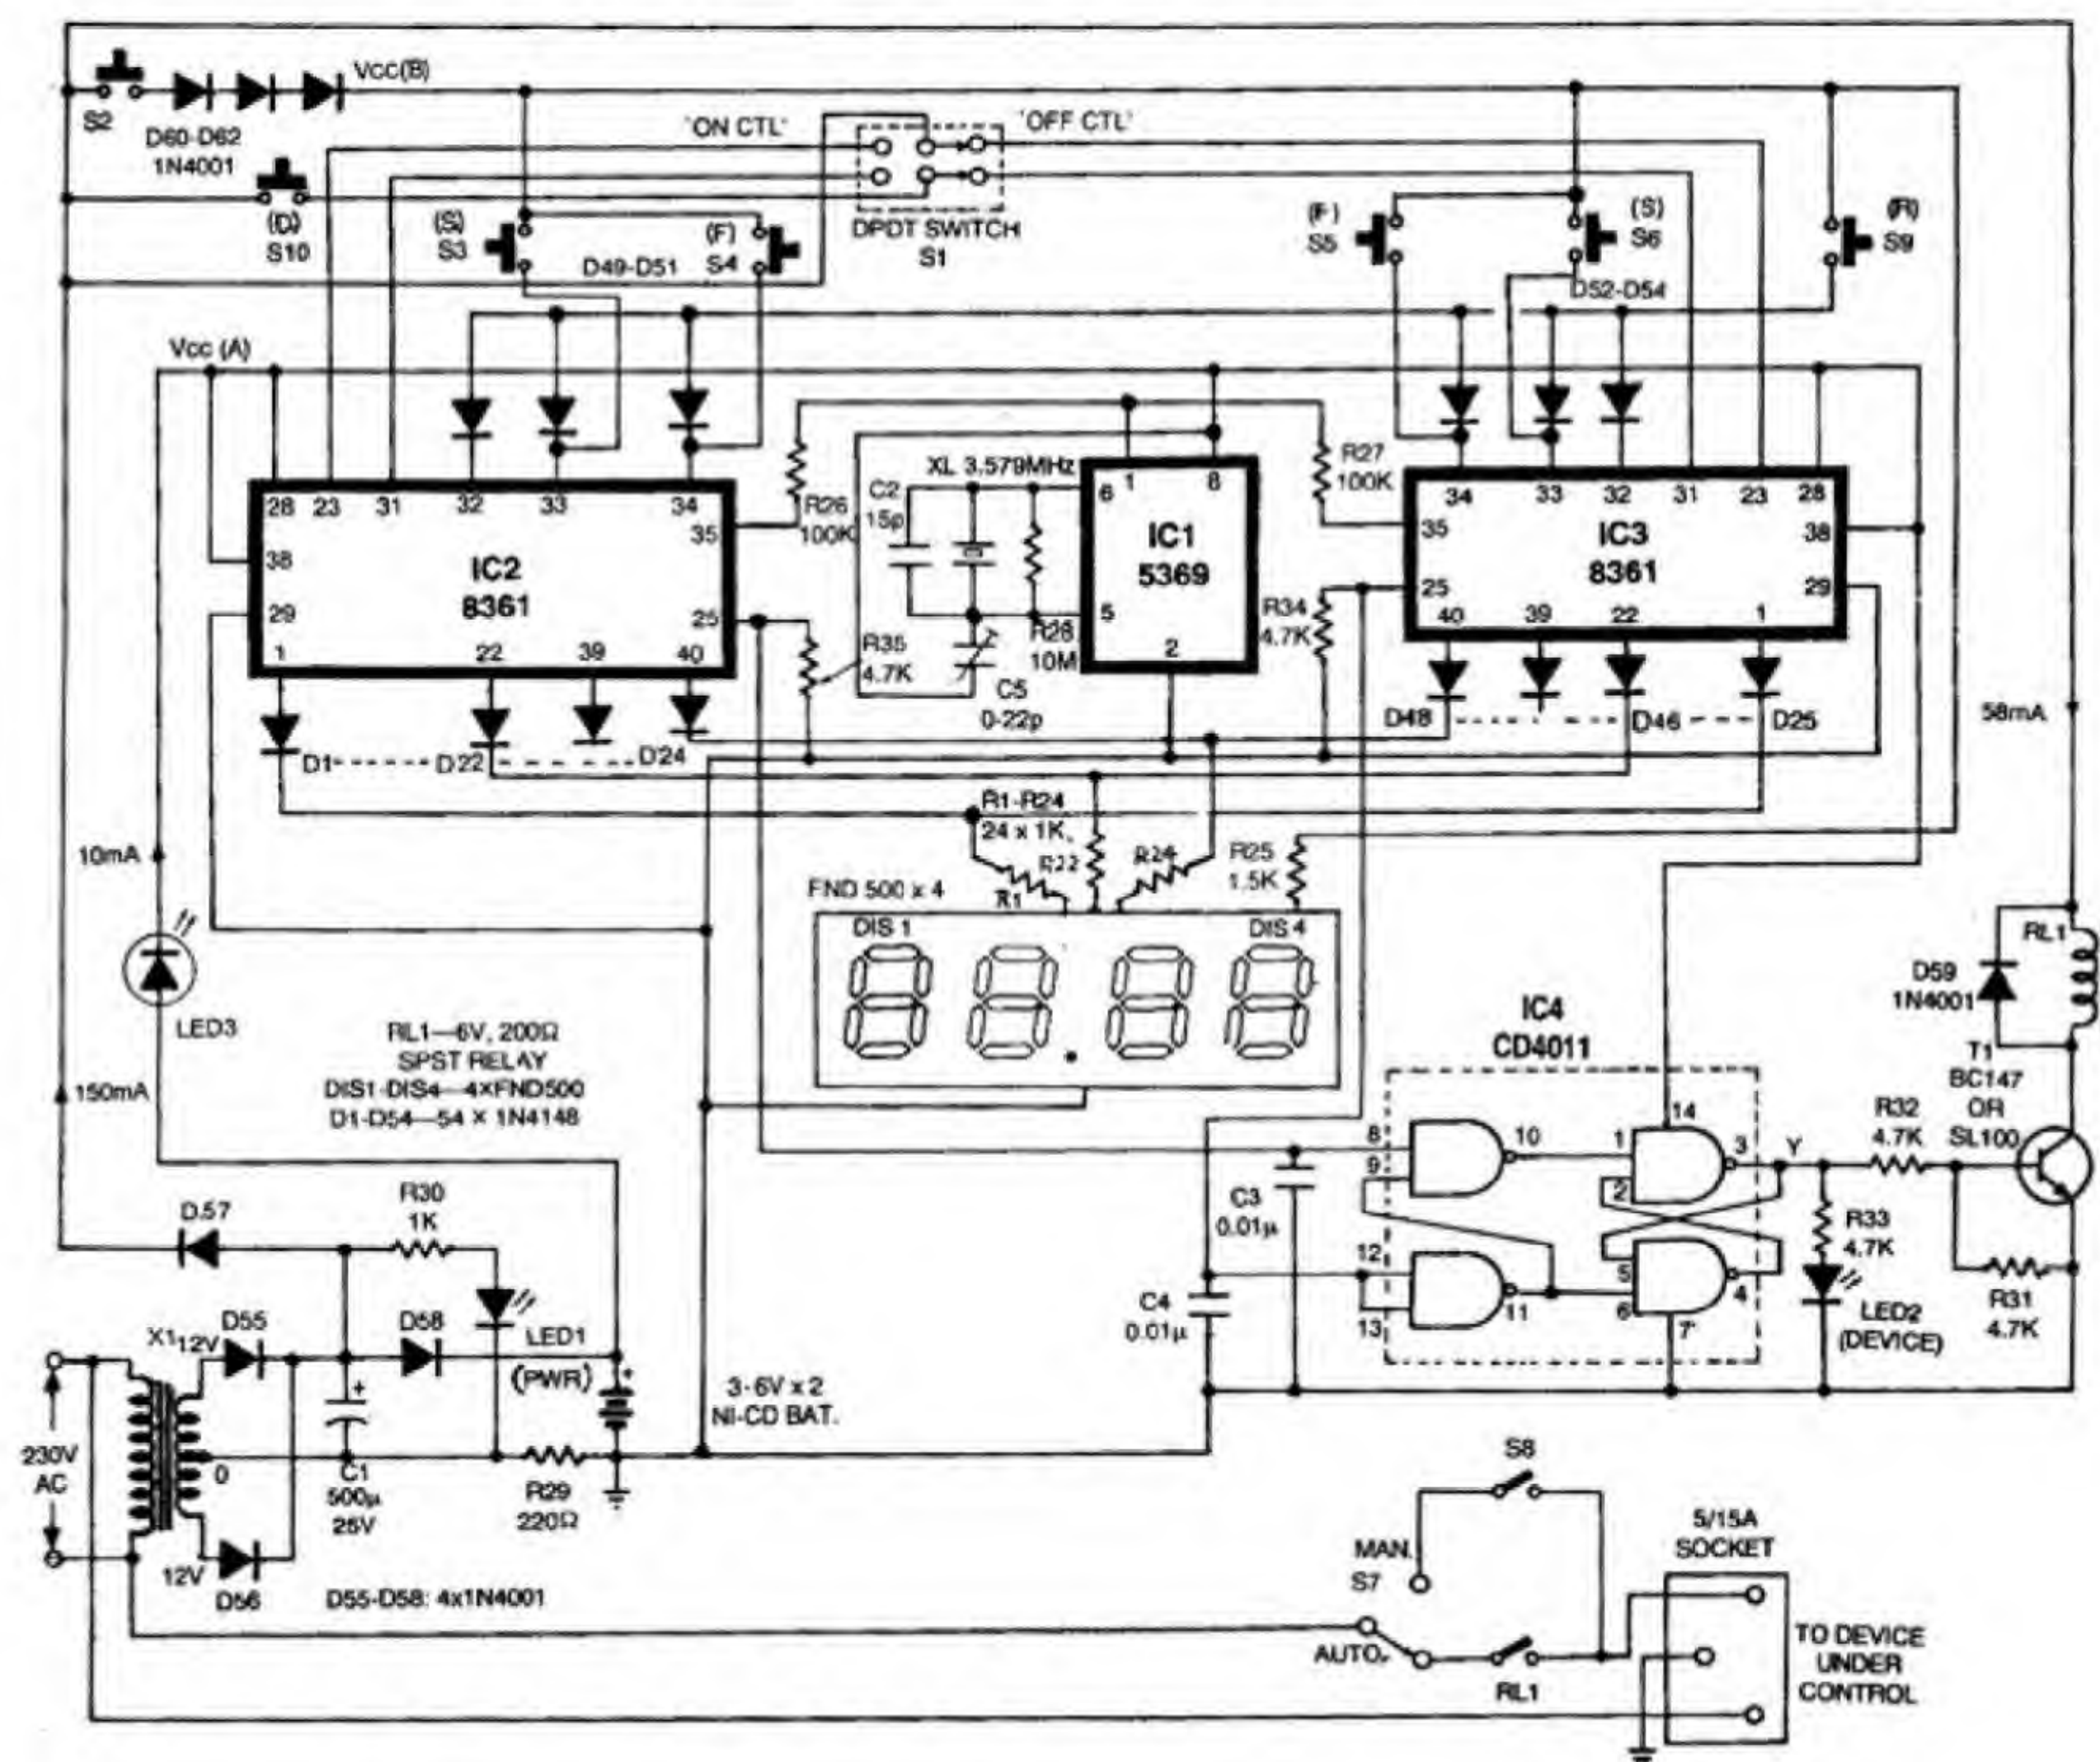 S2
D60-D62
1N4001
Vcc(B)
(D)
S10
'ON CTL'
'OFF CTL'
DPDT SWITCH
S1
(S)
S3
D49-D51
(F)
S4
(F)
S5
(S)
S6
D52-D54
(R)
S9
Vcc (A)
28 23 31 32 33 34
35
38
29
25
IC2
8361
1 22 39 40
R26
100K
R35
4.7K
XL 3.579MHz
C2
15p
R28
10M
C5
0-22p
6 1 8
IC1
5369
5
2
R27
100K
R34
4.7K
34 33 32 31 23 28
35
38
25
29
IC3
8361
40 39 22 1
D1
D22
D24
D48
D46
D25
58mA
R1-R24
24 x 1K.
R22
R24
R1
R25
1.5K
FND 500 x 4
DIS 1
DIS 4
10mA
LED3
150mA
RL1—6V, 200Ω
SPST RELAY
DIS1-DIS4—4XFND500
D1-D54—54 X 1N4148
IC4
CD4011
RL1
D59
1N4001
T1
BC147
OR
SL100
8
9
10
1
2
14
3
Y
R32
4.7K
12
13
11
5
6
7
4
R33
4.7K
LED2
(DEVICE)
R31
4.7K
C3
0.01µ
C4
0.01µ
D.57
R30
1K
X1
12V
D55
D58
LED1
(PWR)
+
+
3-6V x 2
NI-CD BAT.
230V
AC
0
C1
500µ
25V
R29
220Ω
12V
D56
D55-D58: 4x1N4001
S8
MAN.
S7
AUTO.
RL1
5/15A
SOCKET
TO DEVICE
UNDER
CONTROL